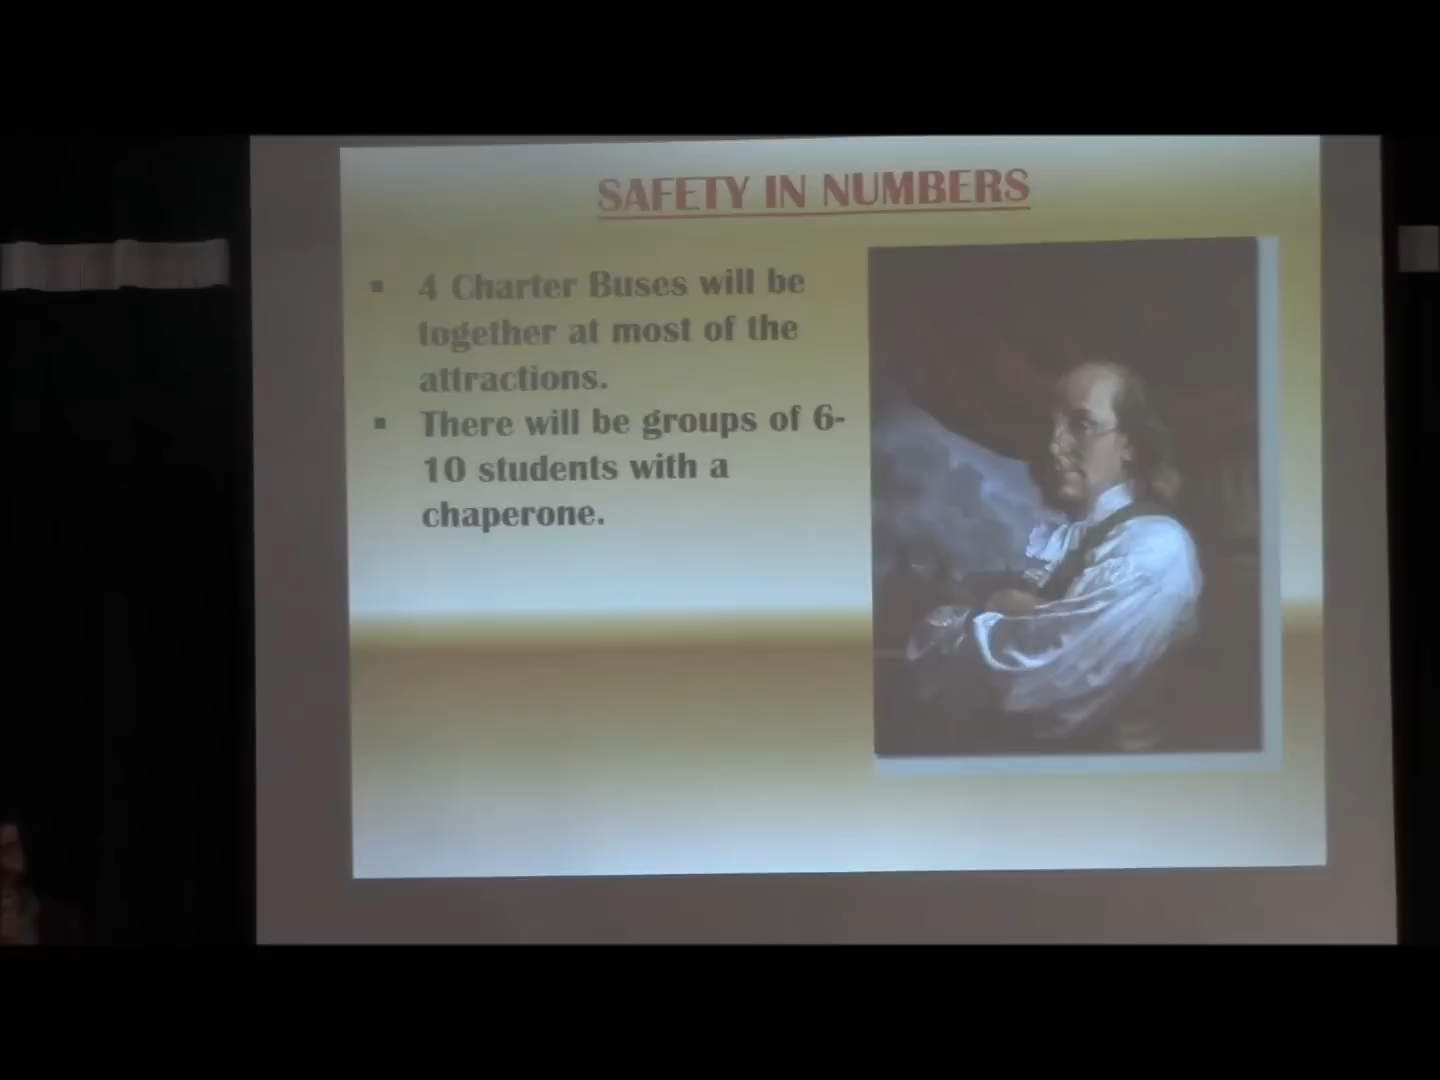 SAFETY IN NUMBERS
▪ 4 Charter Buses will be
together at most of the
attractions.
▪ There will be groups of 6-
10 students with a
chaperone.